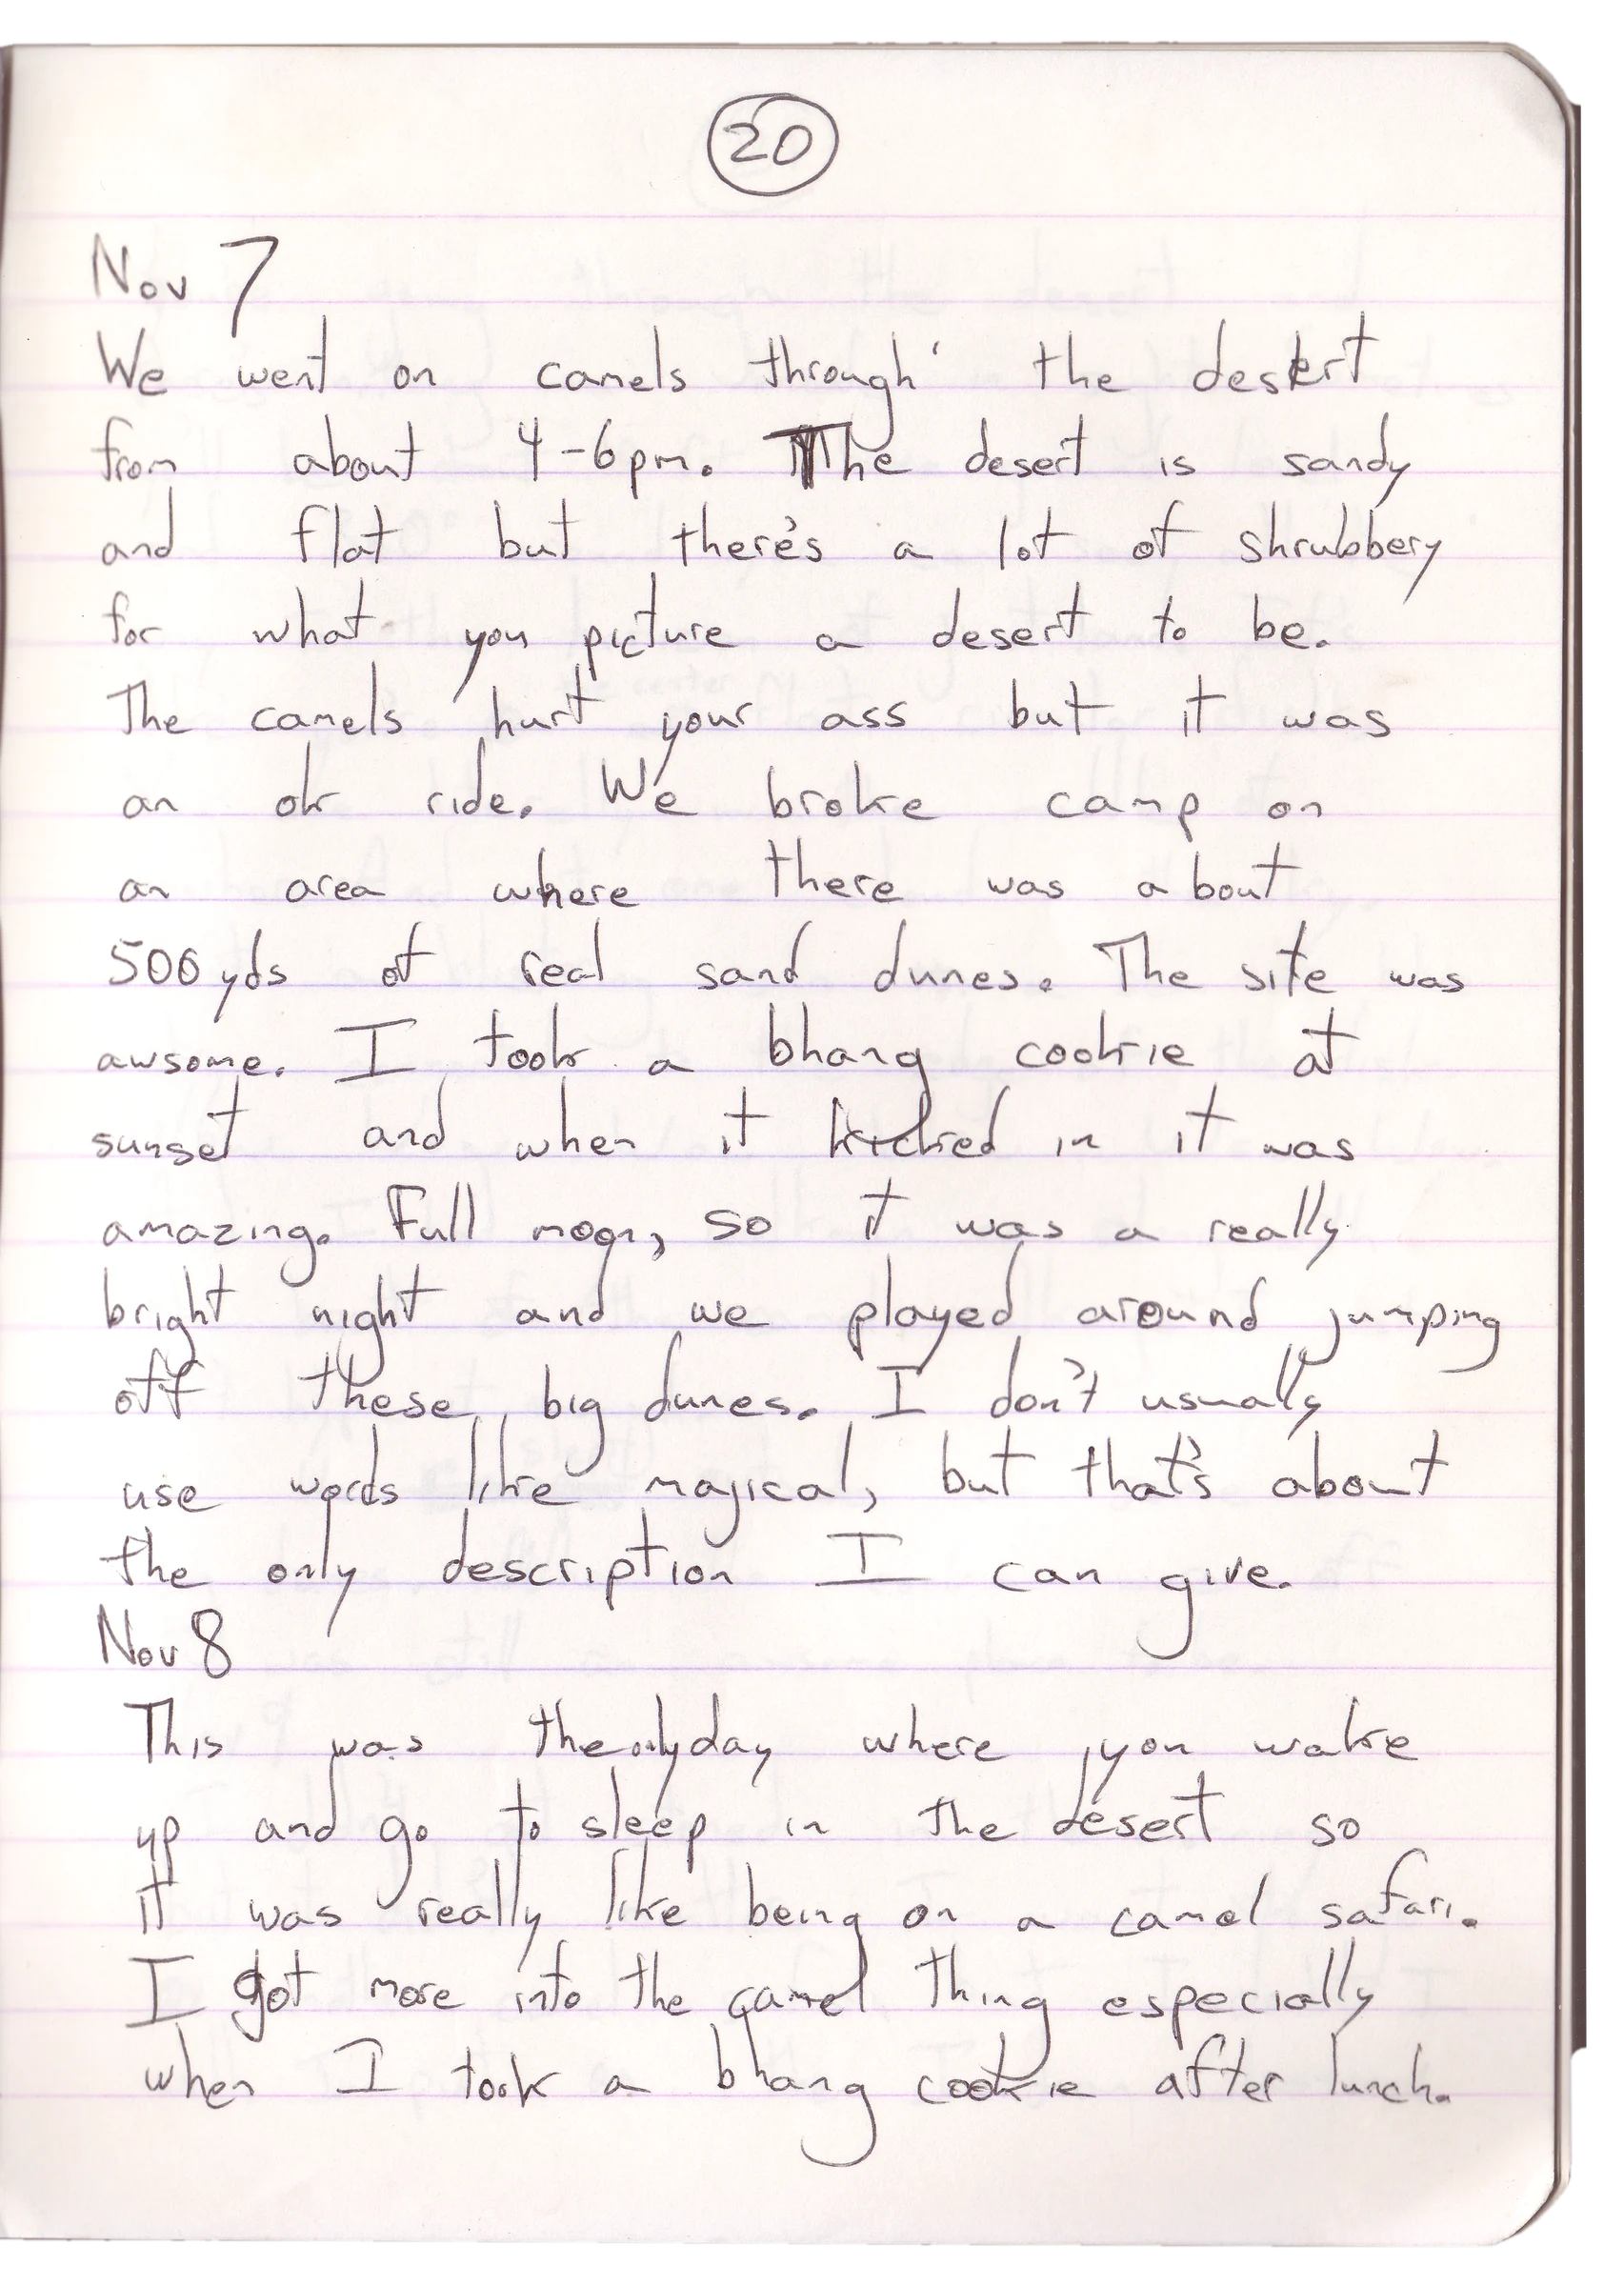 20
Nov 7
We went on camels through the desert
from about 4-6pm. The desert is sandy
and flat but there's a lot of shrubbery
for what you picture a desert to be.
The camels hurt your ass but it was
an ok ride. We broke camp on
an area where there was about
500yds of real sand dunes. The site was
awsome. I took a bhang cookie at
sunset and when it kicked in it was
amazing. Full moon, so it was a really
bright night and we played around jumping
off these big dunes. I don't usually
use words like magical, but that's about
the only description I can give.
Nov 8
This was the only day where you wake
up and go to sleep in the desert so
it was really like being on a camel safari.
I got more into the camel thing especially
when I took a bhang cookie after lunch.